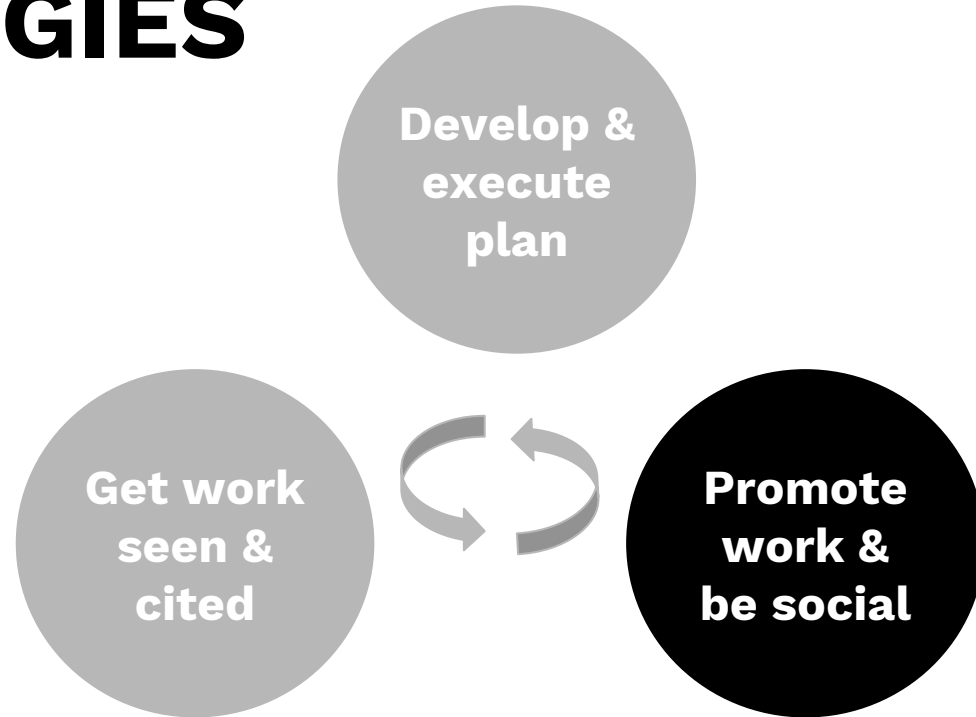 GIES
Develop &
execute
plan
Get work
seen &
cited
Promote
work &
be social